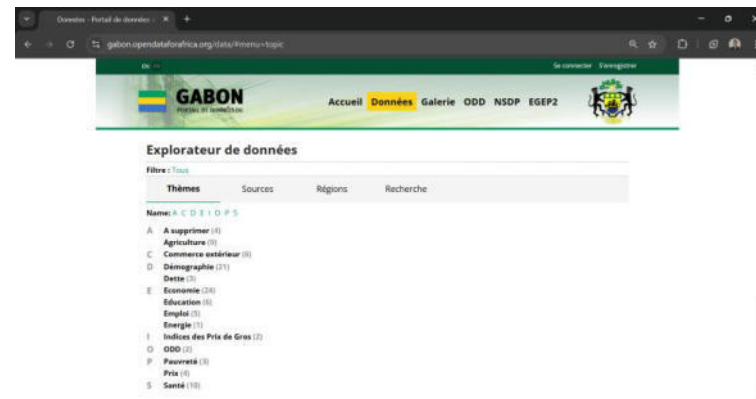 Données - Portail de données -
gabon.opendataforafrica.org/data/#menu=topic
Se connecter S'enregistrer
GABON
PORTAIL DE DONNÉES
Accueil Données Galerie ODD NSDP EGEP2
Explorateur de données
Filtre : Tous
Thèmes Sources Régions Recherche
Name: A C D E I O P S
A A supprimer (4)
Agriculture (9)
C Commerce extérieur (6)
D Démographie (21)
Dette (3)
E Economie (24)
Education (6)
Emploi (5)
Energie (1)
I Indices des Prix de Gros (2)
O ODD (2)
P Pauvreté (3)
Prix (4)
S Santé (10)